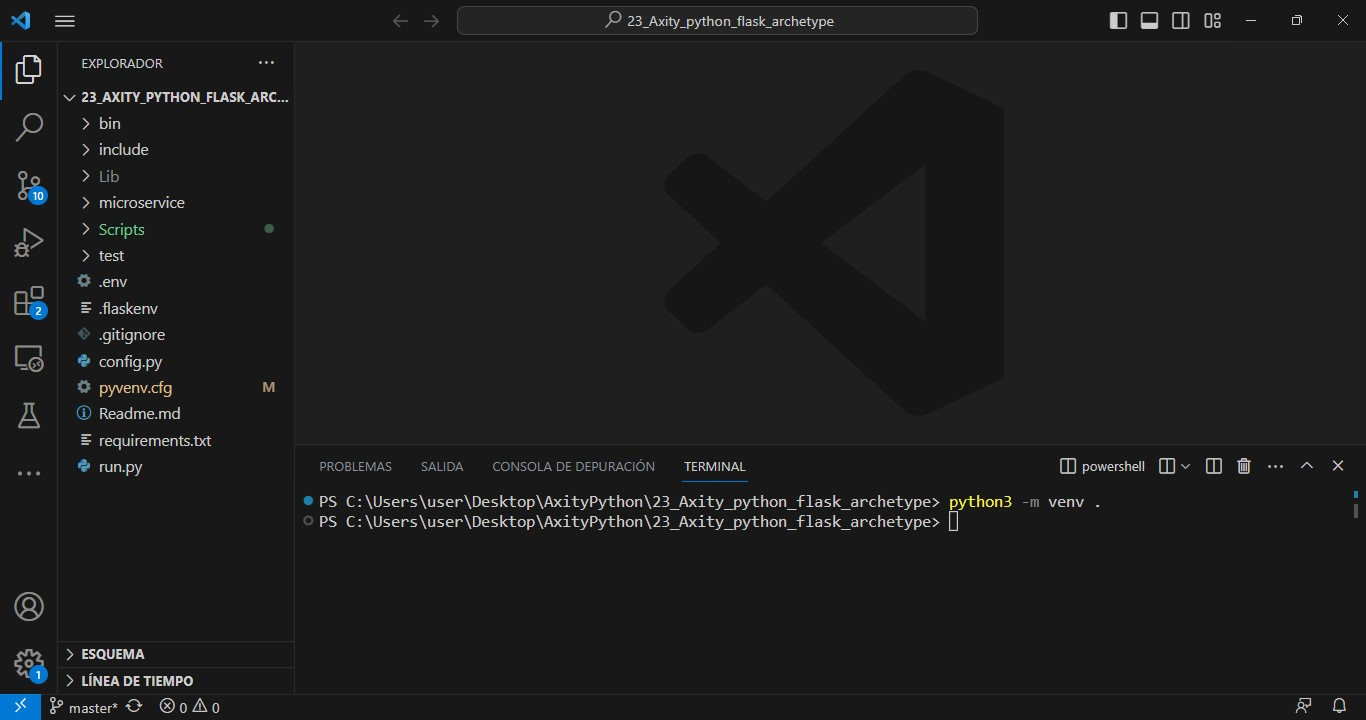 23_Axity_python_flask_archetype
EXPLORADOR
23_AXITY_PYTHON_FLASK_ARC...
bin
include
Lib
microservice
Scripts
test
.env
.flaskenv
.gitignore
config.py
pyvenv.cfg M
Readme.md
requirements.txt
run.py
10
2
1
ESQUEMA
LÍNEA DE TIEMPO
PROBLEMAS SALIDA CONSOLA DE DEPURACIÓN TERMINAL powershell
PS C:\Users\user\Desktop\AxityPython\23_Axity_python_flask_archetype> python3 -m venv .
PS C:\Users\user\Desktop\AxityPython\23_Axity_python_flask_archetype>
master* 0 0